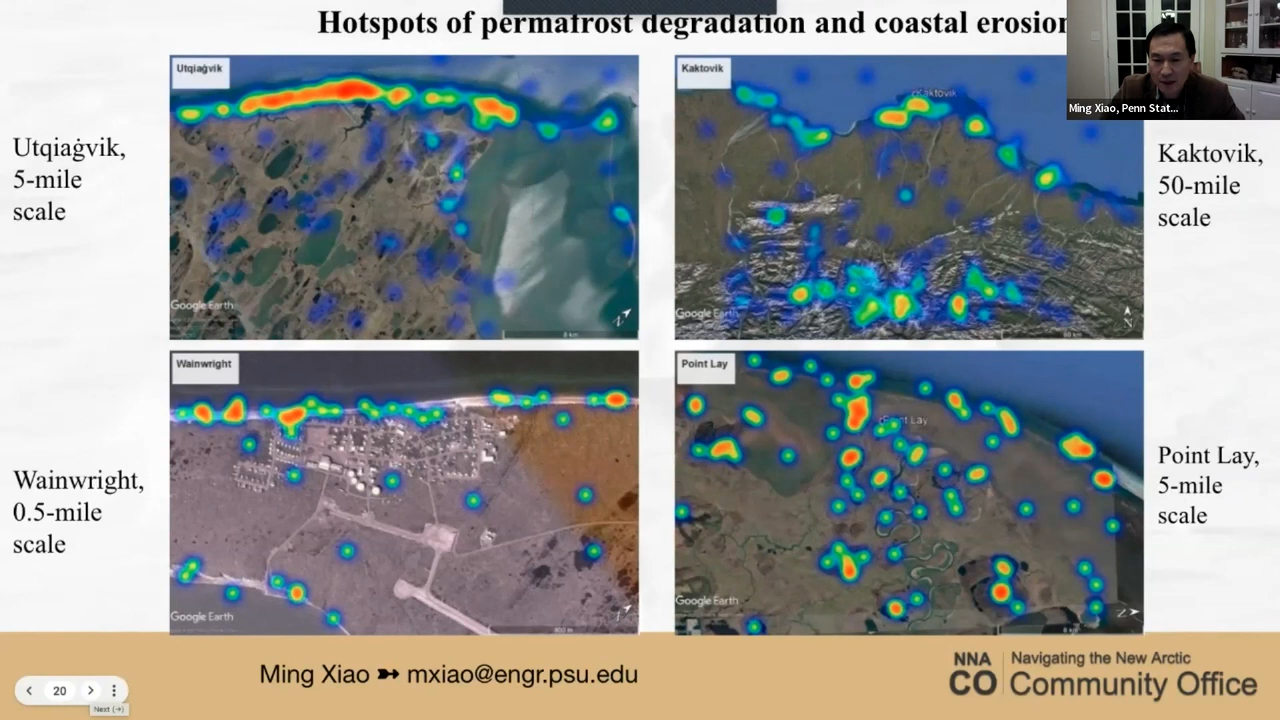 Hotspots of permafrost degradation and coastal erosion
Ming Xiao, Penn Stat...
Utqiaġvik,
5-mile
scale
Utqiaġvik
Google Earth
8 km
Kaktovik
Kaktovik
Google Earth
N
Kaktovik,
50-mile
scale
Wainwright,
0.5-mile
scale
Wainwright
Google Earth
Point Lay
Point Lay
Google Earth
N
Point Lay,
5-mile
scale
Ming Xiao ➽ mxiao@engr.psu.edu
NNA
CO
Navigating the New Arctic
Community Office
20
Next (→)